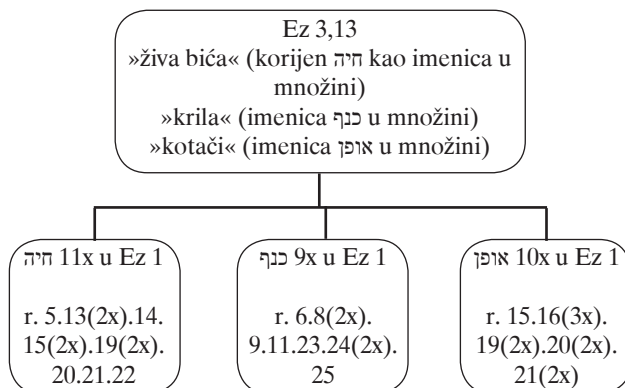 Ez 3,13
»živa bića« (korijen חיה kao imenica u
množini)
»krila« (imenica כנף u množini)
»kotači« (imenica אופן u množini)
חיה 11x u Ez 1
r. 5.13(2x).14.
15(2x).19(2x).
20.21.22
כנף 9x u Ez 1
r. 6.8(2x).
9.11.23.24(2x).
25
אופן 10x u Ez 1
r. 15.16(3x).
19(2x).20(2x).
21(2x)